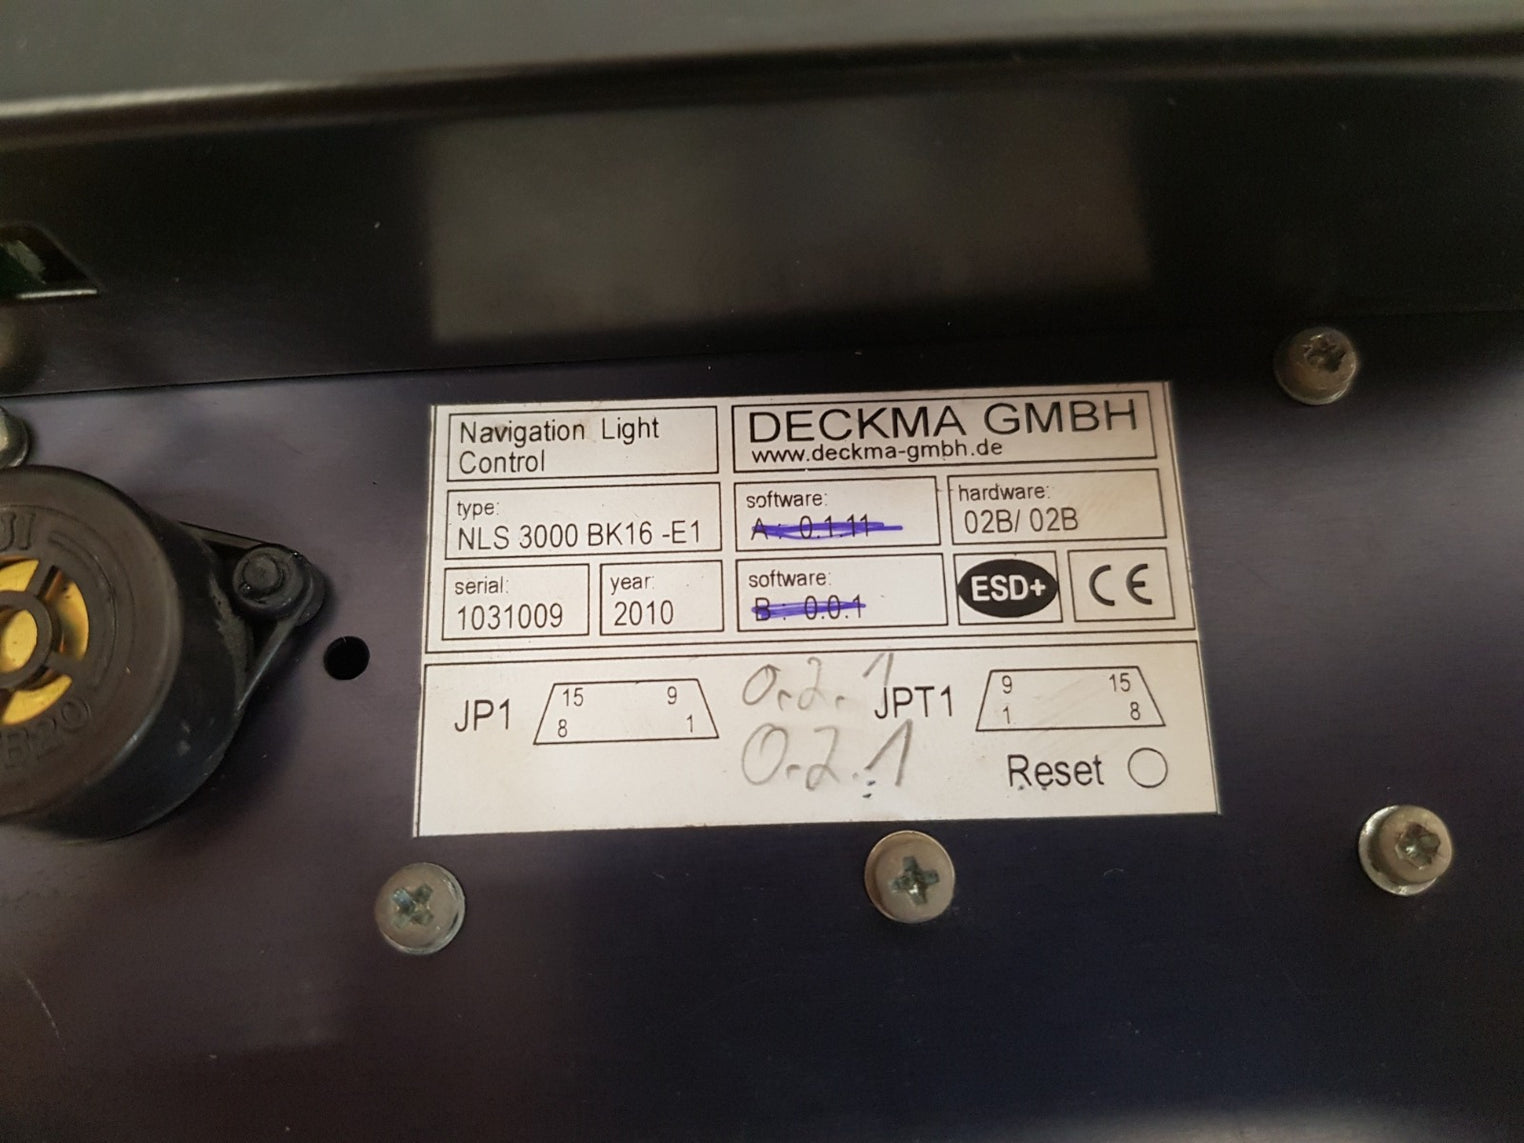 Navigation Light
Control
DECKMA GMBH
www.deckma-gmbh.de
type:
NLS 3000 BK16 -E1
software:
A : 0.1.11
hardware:
02B/ 02B
serial:
1031009
year:
2010
software:
B : 0.0.1
ESD+
CE
JP1
15 9
8 1
0.2.1
0.2.1
JPT1
9 15
1 8
Reset